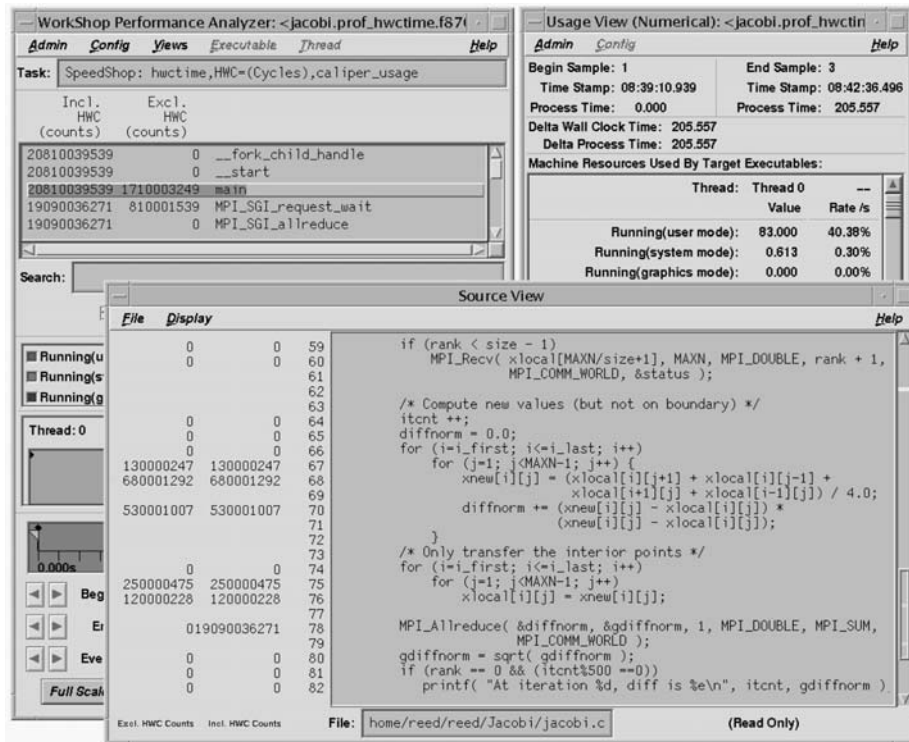 WorkShop Performance Analyzer: <jacobi.prof_hwctime.f870
Admin Config Views Executable Thread Help
Task: SpeedShop: hwctime,HWC=(Cycles),caliper_usage
Incl. Excl.
HWC HWC
(counts) (counts)
20810039539 0 __fork_child_handle
20810039539 0 __start
20810039539 1710003249 main
19090036271 810001539 MPI_SGI_request_wait
19090036271 0 MPI_SGI_allreduce
Search:
Running(u
Running(s
Running(g
Thread: 0
0.000s
Beg
Er
Eve
Full Scale
Usage View (Numerical): <jacobi.prof_hwctin
Admin Config Help
Begin Sample: 1 End Sample: 3
Time Stamp: 08:39:10.939 Time Stamp: 08:42:36.496
Process Time: 0.000 Process Time: 205.557
Delta Wall Clock Time: 205.557
Delta Process Time: 205.557
Machine Resources Used By Target Executables:
Thread: Thread 0 --
Value Rate /s
Running(user mode): 83.000 40.38%
Running(system mode): 0.613 0.30%
Running(graphics mode): 0.000 0.00%
Source View
File Display Help
0 0 59 if (rank < size - 1)
0 0 60 MPI_Recv( xlocal[MAXN/size+1], MAXN, MPI_DOUBLE, rank + 1,
61 MPI_COMM_WORLD, &status );
62
63 /* Compute new values (but not on boundary) */
0 0 64 itcnt ++;
0 0 65 diffnorm = 0.0;
0 0 66 for (i=i_first; i<=i_last; i++)
130000247 130000247 67 for (j=1; j<MAXN-1; j++) {
680001292 680001292 68 xnew[i][j] = (xlocal[i][j+1] + xlocal[i][j-1] +
69 xlocal[i+1][j] + xlocal[i-1][j]) / 4.0;
530001007 530001007 70 diffnorm += (xnew[i][j] - xlocal[i][j]) *
71 (xnew[i][j] - xlocal[i][j]);
72 }
73 /* Only transfer the interior points */
0 0 74 for (i=i_first; i<=i_last; i++)
250000475 250000475 75 for (j=1; j<MAXN-1; j++)
120000228 120000228 76 xlocal[i][j] = xnew[i][j];
77
019090036271 78 MPI_Allreduce( &diffnorm, &gdiffnorm, 1, MPI_DOUBLE, MPI_SUM,
79 MPI_COMM_WORLD );
0 0 80 gdiffnorm = sqrt( gdiffnorm );
0 0 81 if (rank == 0 && (itcnt%500 ==0))
0 0 82 printf( "At iteration %d, diff is %e\n", itcnt, gdiffnorm )
Excl. HWC Counts Incl. HWC Counts File: home/reed/reed/Jacobi/jacobi.c (Read Only)